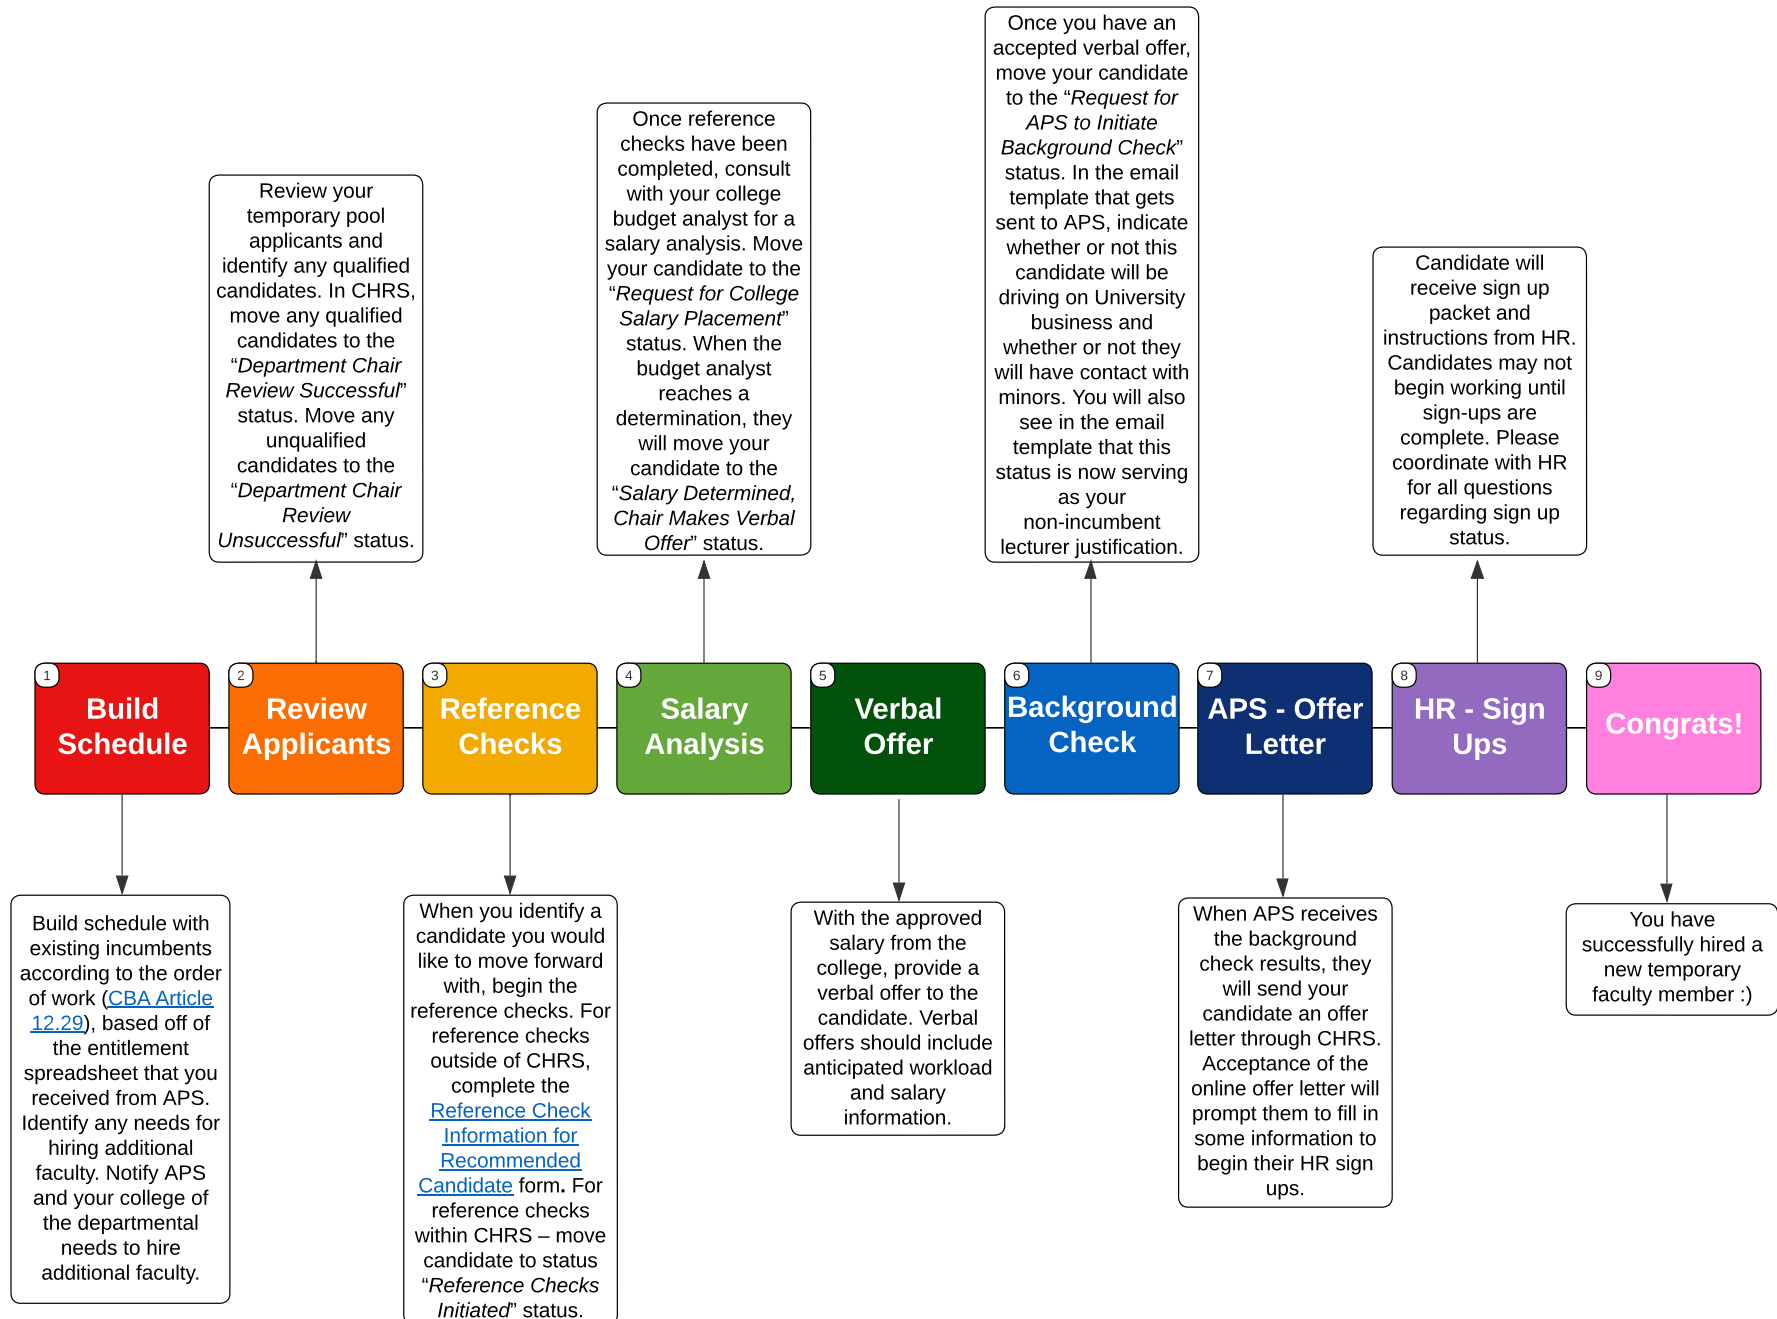 Once you have an
accepted verbal offer,
move your candidate
to the “Request for
APS to Initiate
Background Check”
status. In the email
template that gets
sent to APS, indicate
whether or not this
candidate will be
driving on University
business and
whether or not they
will have contact with
minors. You will also
see in the email
template that this
status is now serving
as your
non-incumbent
lecturer justification.
Once reference
checks have been
completed, consult
with your college
budget analyst for a
salary analysis. Move
your candidate to the
“Request for College
Salary Placement”
status. When the
budget analyst
reaches a
determination, they
will move your
candidate to the
“Salary Determined,
Chair Makes Verbal
Offer” status.
Review your
temporary pool
applicants and
identify any qualified
candidates. In CHRS,
move any qualified
candidates to the
“Department Chair
Review Successful”
status. Move any
unqualified
candidates to the
“Department Chair
Review
Unsuccessful” status.
Candidate will
receive sign up
packet and
instructions from HR.
Candidates may not
begin working until
sign-ups are
complete. Please
coordinate with HR
for all questions
regarding sign up
status.
1
Build
Schedule
2
Review
Applicants
3
Reference
Checks
4
Salary
Analysis
5
Verbal
Offer
6
Background
Check
7
APS - Offer
Letter
8
HR - Sign
Ups
9
Congrats!
Build schedule with
existing incumbents
according to the order
of work (CBA Article
12.29), based off of
the entitlement
spreadsheet that you
received from APS.
Identify any needs for
hiring additional
faculty. Notify APS
and your college of
the departmental
needs to hire
additional faculty.
When you identify a
candidate you would
like to move forward
with, begin the
reference checks. For
reference checks
outside of CHRS,
complete the
Reference Check
Information for
Recommended
Candidate form. For
reference checks
within CHRS – move
candidate to status
“Reference Checks
Initiated” status.
With the approved
salary from the
college, provide a
verbal offer to the
candidate. Verbal
offers should include
anticipated workload
and salary
information.
When APS receives
the background
check results, they
will send your
candidate an offer
letter through CHRS.
Acceptance of the
online offer letter will
prompt them to fill in
some information to
begin their HR sign
ups.
You have
successfully hired a
new temporary
faculty member :)